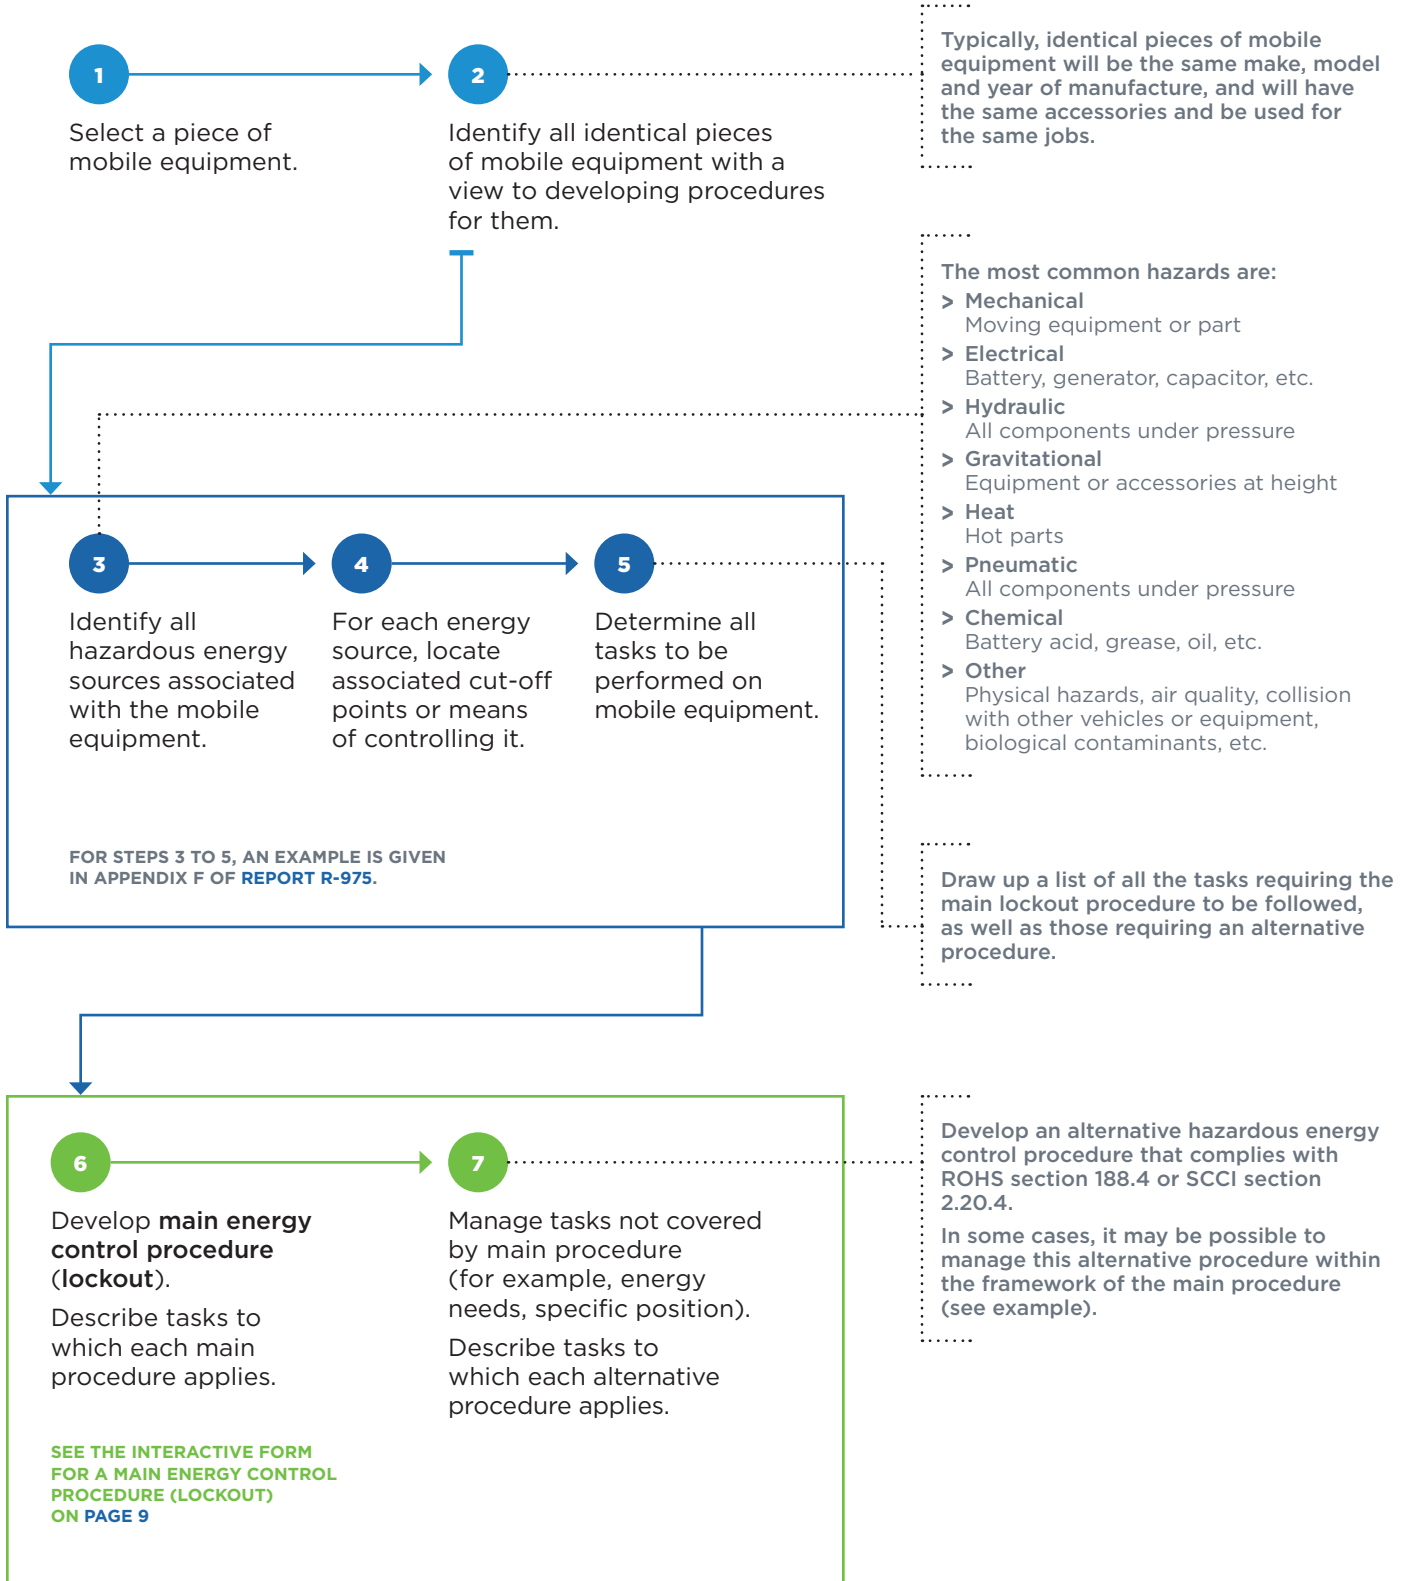 1
Select a piece of
mobile equipment.
2
Identify all identical pieces
of mobile equipment with a
view to developing procedures
for them.
Typically, identical pieces of mobile
equipment will be the same make, model
and year of manufacture, and will have
the same accessories and be used for
the same jobs.
The most common hazards are:
> Mechanical
Moving equipment or part
> Electrical
Battery, generator, capacitor, etc.
> Hydraulic
All components under pressure
> Gravitational
Equipment or accessories at height
> Heat
Hot parts
> Pneumatic
All components under pressure
> Chemical
Battery acid, grease, oil, etc.
> Other
Physical hazards, air quality, collision
with other vehicles or equipment,
biological contaminants, etc.
3
Identify all
hazardous energy
sources associated
with the mobile
equipment.
4
For each energy
source, locate
associated cut-off
points or means
of controlling it.
5
Determine all
tasks to be
performed on
mobile equipment.
FOR STEPS 3 TO 5, AN EXAMPLE IS GIVEN
IN APPENDIX F OF REPORT R-975.
Draw up a list of all the tasks requiring the
main lockout procedure to be followed,
as well as those requiring an alternative
procedure.
6
Develop main energy
control procedure
(lockout).
Describe tasks to
which each main
procedure applies.
7
Manage tasks not covered
by main procedure
(for example, energy
needs, specific position).
Describe tasks to
which each alternative
procedure applies.
Develop an alternative hazardous energy
control procedure that complies with
ROHS section 188.4 or SCCI section
2.20.4.
In some cases, it may be possible to
manage this alternative procedure within
the framework of the main procedure
(see example).
SEE THE INTERACTIVE FORM
FOR A MAIN ENERGY CONTROL
PROCEDURE (LOCKOUT)
ON PAGE 9